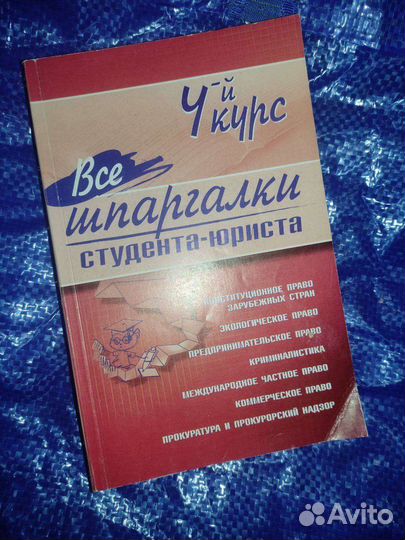 4-й
курс
Все
шпаргалки
студента-юриста
КОНСТИТУЦИОННОЕ ПРАВО
ЗАРУБЕЖНЫХ СТРАН
ЭКОЛОГИЧЕСКОЕ ПРАВО
ПРЕДПРИНИМАТЕЛЬСКОЕ ПРАВО
КРИМИНАЛИСТИКА
МЕЖДУНАРОДНОЕ ЧАСТНОЕ ПРАВО
КОММЕРЧЕСКОЕ ПРАВО
ПРОКУРАТУРА И ПРОКУРОРСКИЙ НАДЗОР
Avito